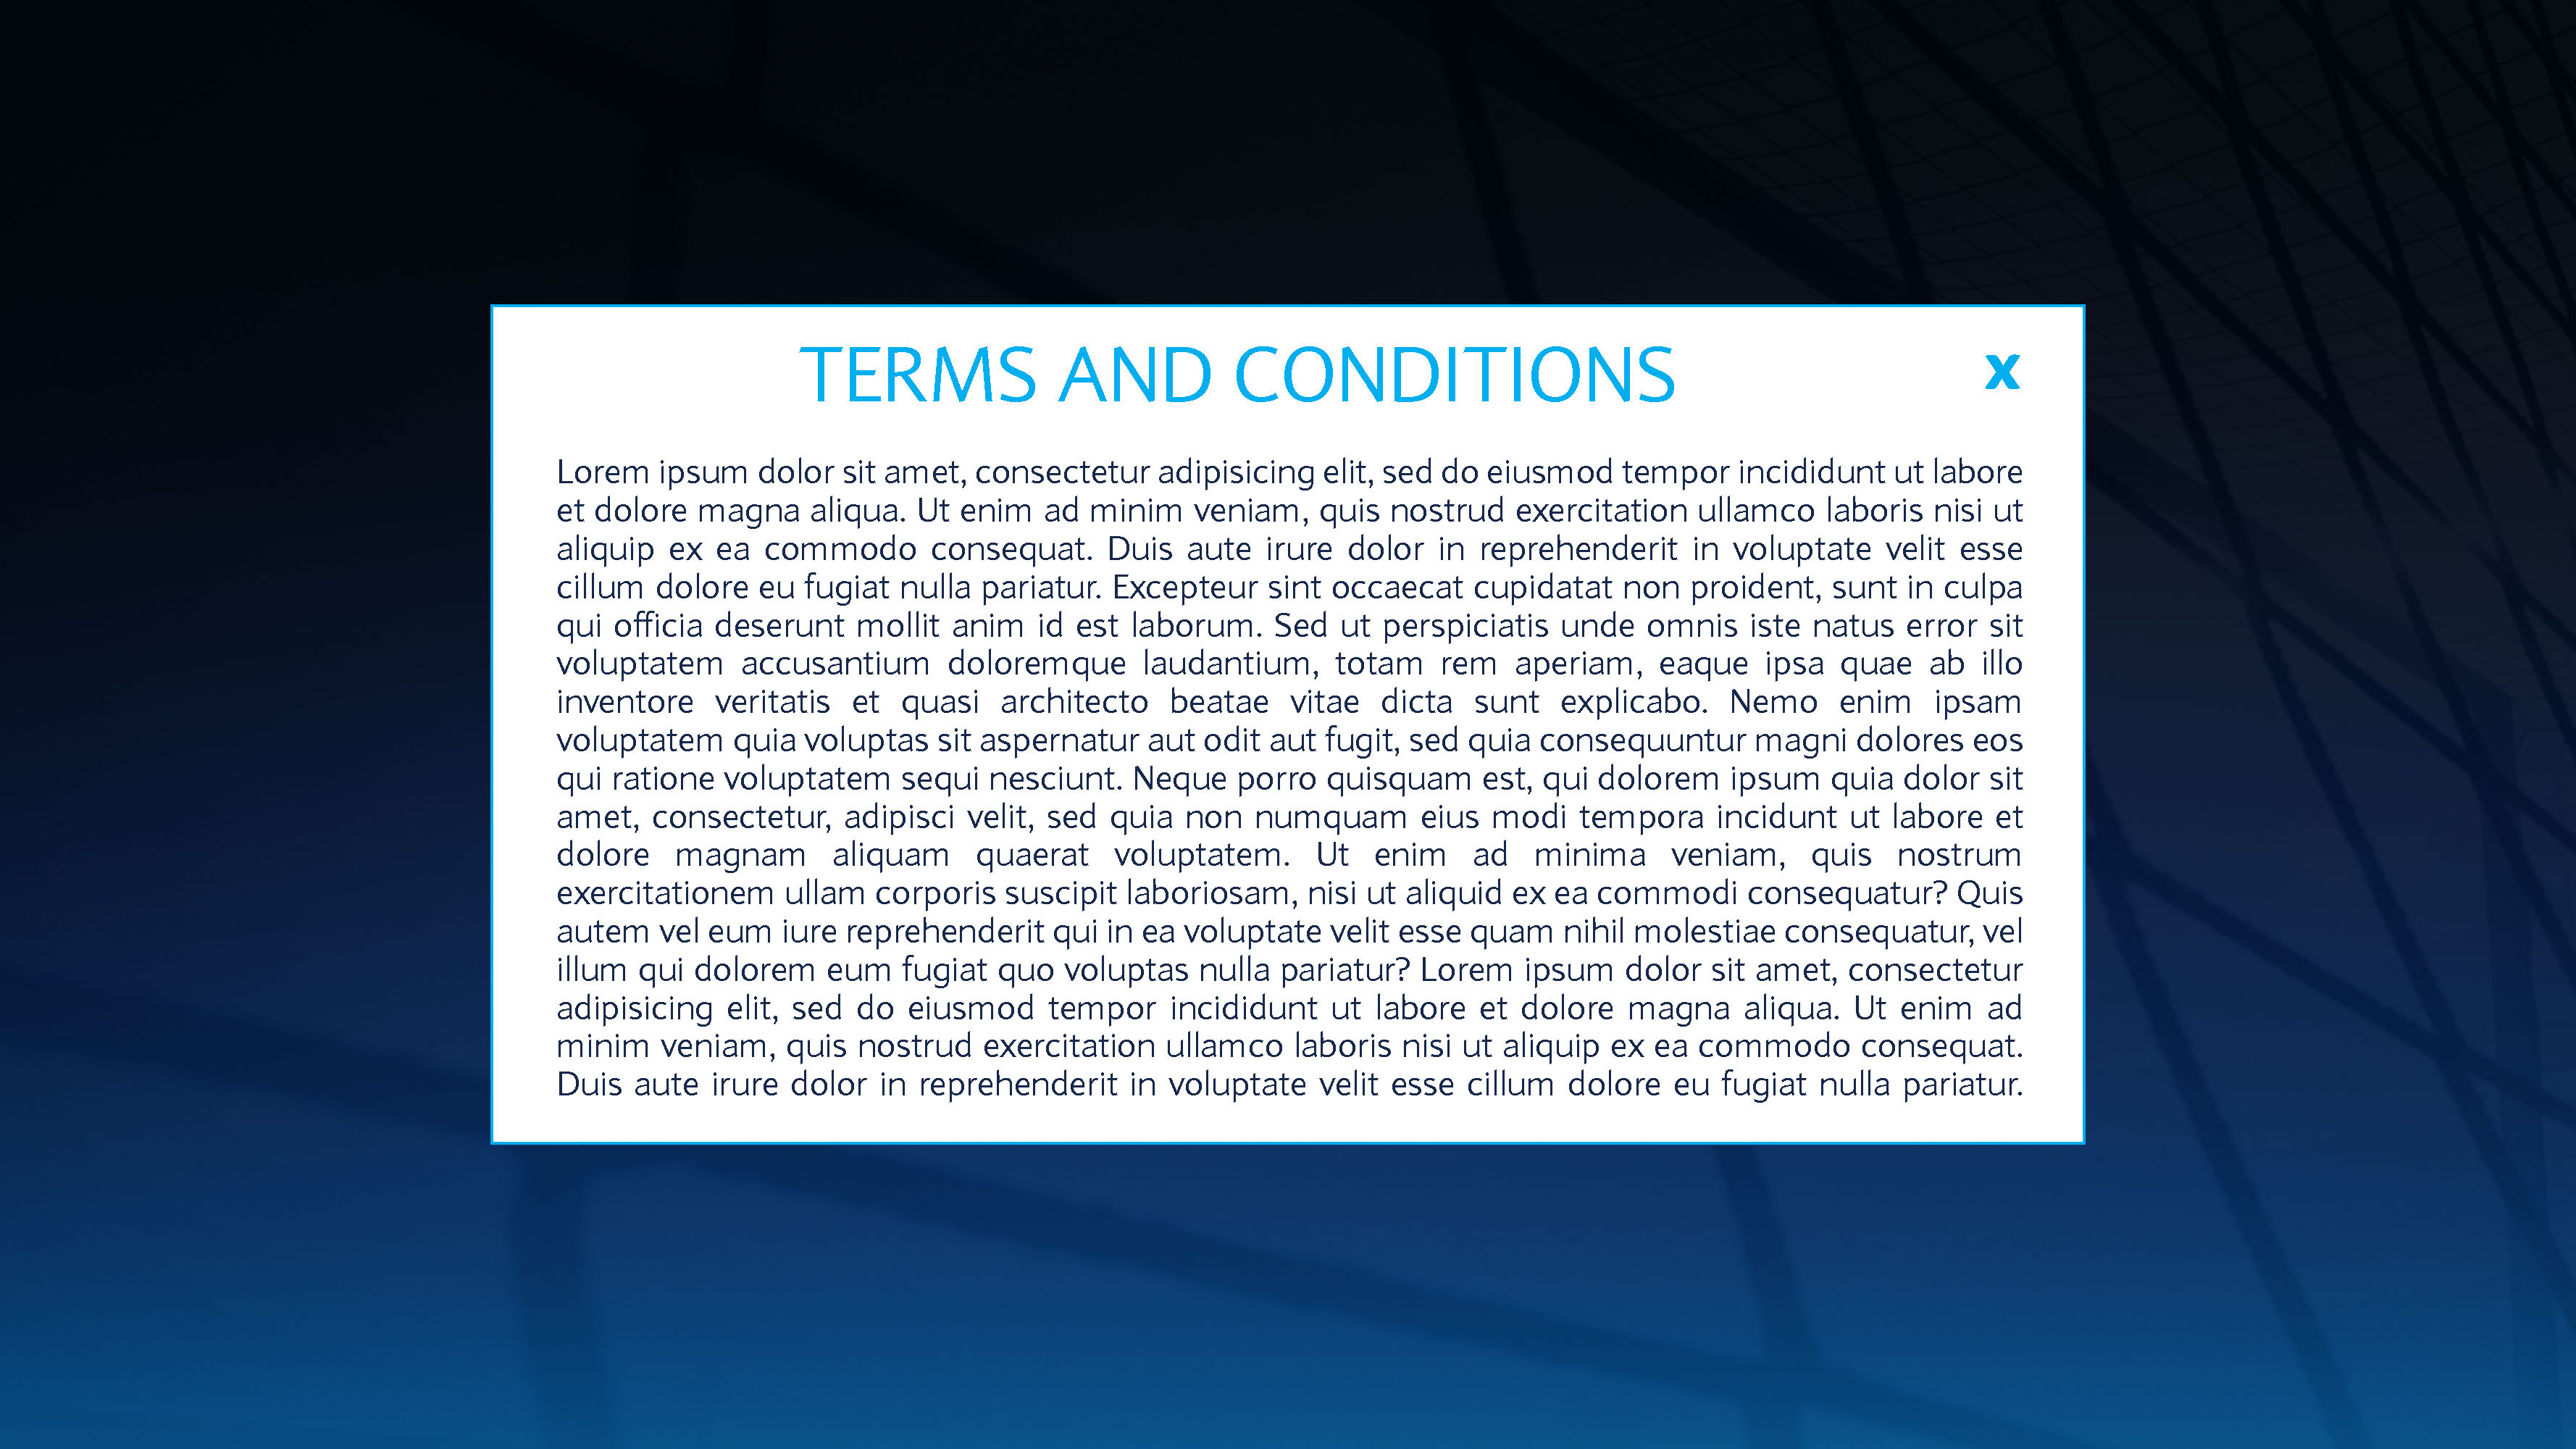 TERMS AND CONDITIONS
x
Lorem ipsum dolor sit amet, consectetur adipisicing elit, sed do eiusmod tempor incididunt ut labore
et dolore magna aliqua. Ut enim ad minim veniam, quis nostrud exercitation ullamco laboris nisi ut
aliquip ex ea commodo consequat. Duis aute irure dolor in reprehenderit in voluptate velit esse
cillum dolore eu fugiat nulla pariatur. Excepteur sint occaecat cupidatat non proident, sunt in culpa
qui officia deserunt mollit anim id est laborum. Sed ut perspiciatis unde omnis iste natus error sit
voluptatem accusantium doloremque laudantium, totam rem aperiam, eaque ipsa quae ab illo
inventore veritatis et quasi architecto beatae vitae dicta sunt explicabo. Nemo enim ipsam
voluptatem quia voluptas sit aspernatur aut odit aut fugit, sed quia consequuntur magni dolores eos
qui ratione voluptatem sequi nesciunt. Neque porro quisquam est, qui dolorem ipsum quia dolor sit
amet, consectetur, adipisci velit, sed quia non numquam eius modi tempora incidunt ut labore et
dolore magnam aliquam quaerat voluptatem. Ut enim ad minima veniam, quis nostrum
exercitationem ullam corporis suscipit laboriosam, nisi ut aliquid ex ea commodi consequatur? Quis
autem vel eum iure reprehenderit qui in ea voluptate velit esse quam nihil molestiae consequatur, vel
illum qui dolorem eum fugiat quo voluptas nulla pariatur? Lorem ipsum dolor sit amet, consectetur
adipisicing elit, sed do eiusmod tempor incididunt ut labore et dolore magna aliqua. Ut enim ad
minim veniam, quis nostrud exercitation ullamco laboris nisi ut aliquip ex ea commodo consequat.
Duis aute irure dolor in reprehenderit in voluptate velit esse cillum dolore eu fugiat nulla pariatur.